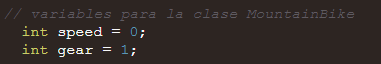 // variables para la clase MountainBike
int speed = 0;
int gear = 1;